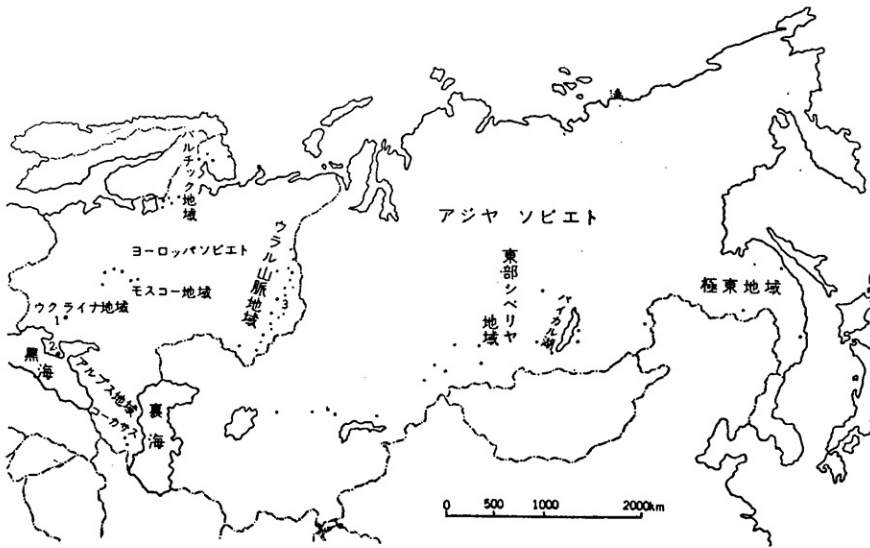 バルチック地域
ヨーロッパソビエト
モスコー地域
ウクライナ地域
1
2
黒海
アルプス地域
コーカサス
裏海
ウラル山脈地域
3
アジヤ ソビエト
東部シベリヤ
地域
バイカル湖
極東地域
0 500 1000 2000km